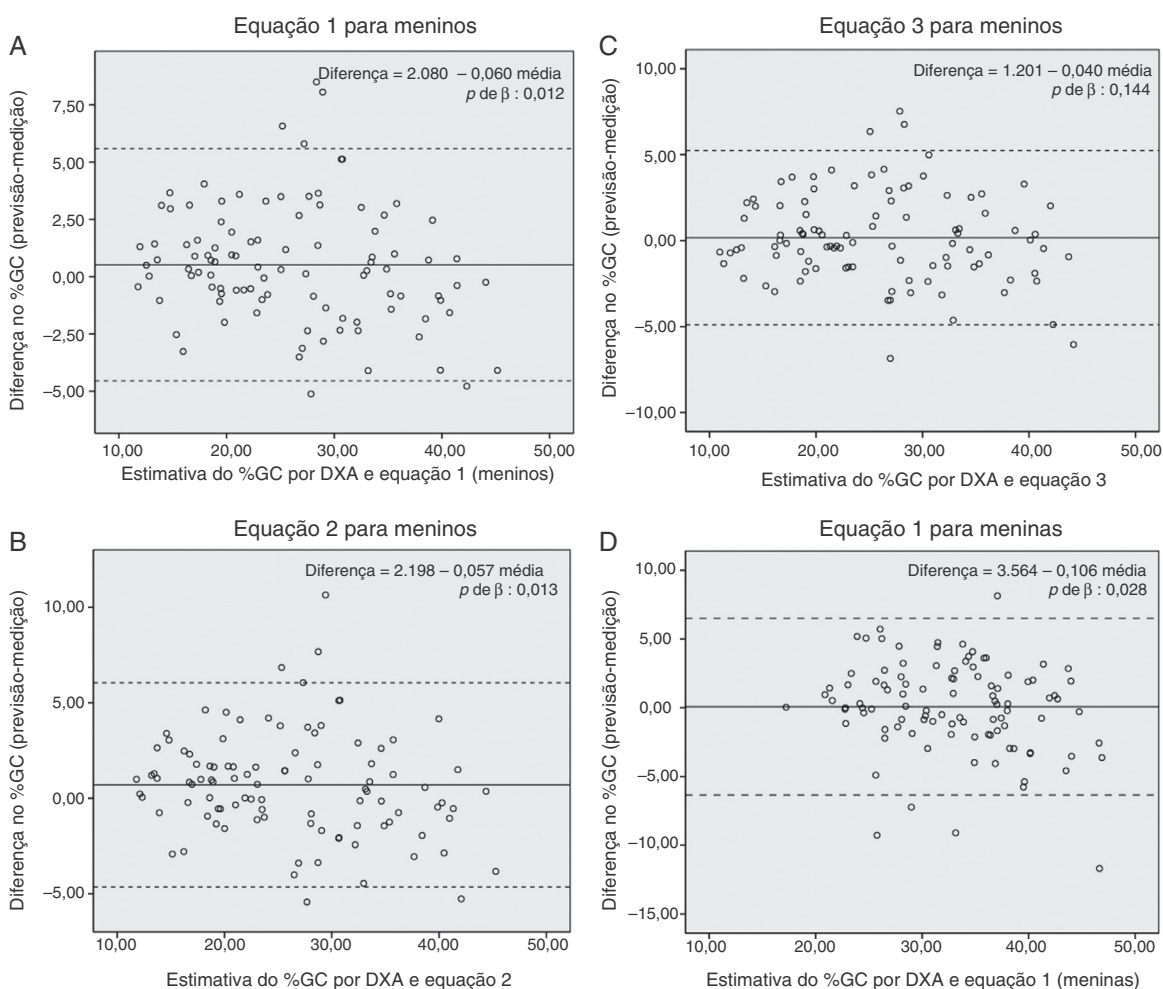 A
Equação 1 para meninos
Diferença = 2.080 – 0,060 média
p de β : 0,012
Diferença no %GC (previsão-medição)
7,50
5,00
2,50
0,00
–2,50
–5,00
10,00 20,00 30,00 40,00 50,00
Estimativa do %GC por DXA e equação 1 (meninos)
C
Equação 3 para meninos
Diferença = 1.201 – 0,040 média
p de β : 0,144
Diferença no %GC (previsão-medição)
10,00
5,00
0,00
–5,00
–10,00
10,00 20,00 30,00 40,00 50,00
Estimativa do %GC por DXA e equação 3
B
Equação 2 para meninos
Diferença = 2.198 – 0,057 média
p de β : 0,013
Diferença no %GC (previsão-medição)
10,00
5,00
0,00
–5,00
10,00 20,00 30,00 40,00 50,00
Estimativa do %GC por DXA e equação 2
D
Equação 1 para meninas
Diferença = 3.564 – 0,106 média
p de β : 0,028
Diferença no %GC (previsão-medição)
10,00
5,00
0,00
–5,00
–10,00
–15,00
10,00 20,00 30,00 40,00 50,00
Estimativa do %GC por DXA e equação 1 (meninas)